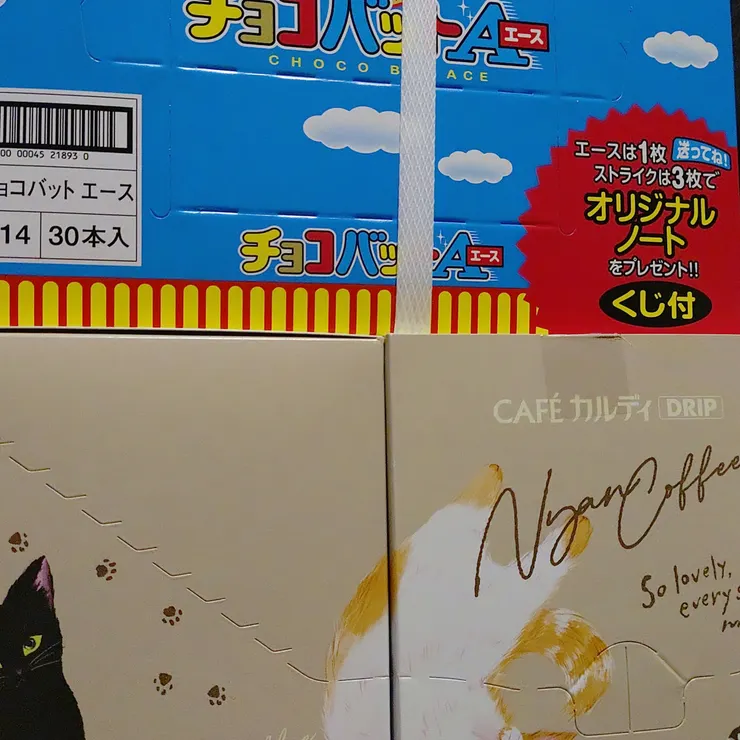 チョコバットA エース
CHOCO B ACE
00 00045 21893 0
ョコバット エース
14 30本入
チョコバットA エース
エースは1枚 送ってね!
ストライクは3枚で
オリジナル
ノート
をプレゼント!!
くじ付
CAFÉ カルディ DRIP
Nyan Coffee
So lovely,
every